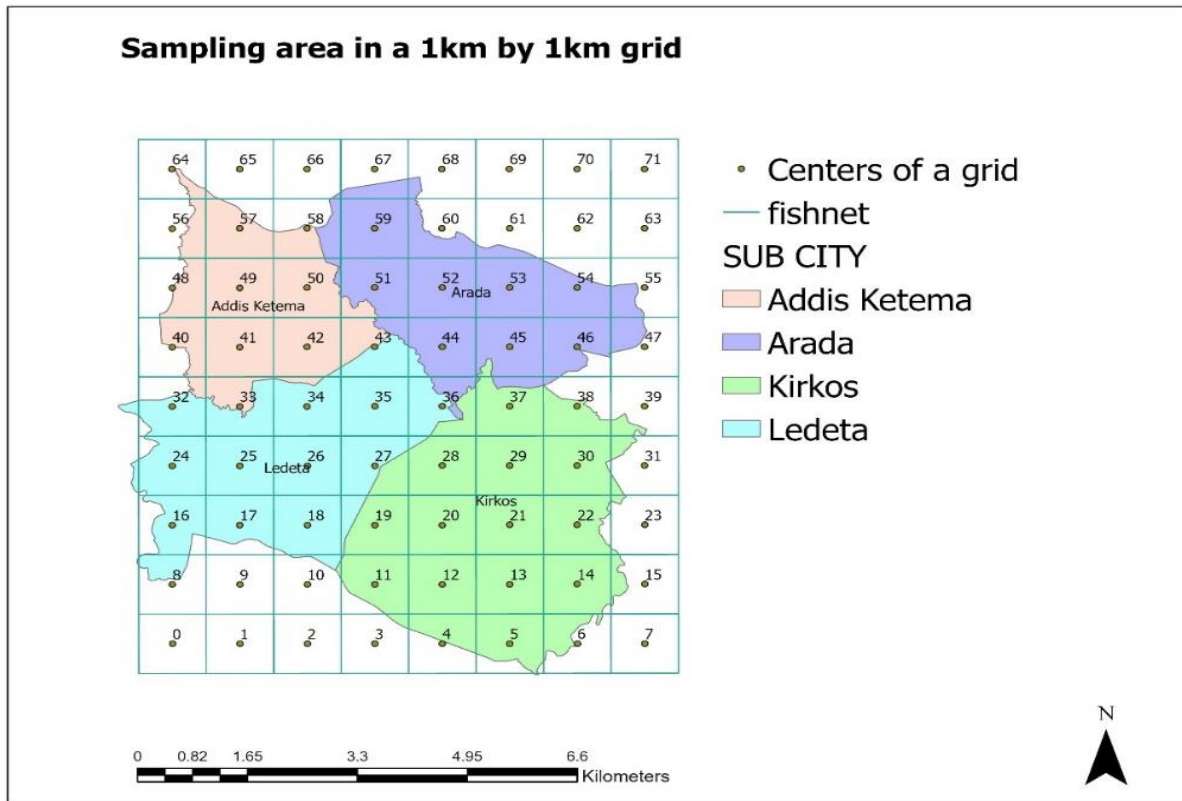 Sampling area in a 1km by 1km grid
64 65 66 67 68 69 70 71
56 57 58 59 60 61 62 63
48 49 50 51 52 53 54 55
Addis Ketema Arada
40 41 42 43 44 45 46 47
32 33 34 35 36 37 38 39
24 25 26 27 28 29 30 31
Ledeta
Kirkos
16 17 18 19 20 21 22 23
8 9 10 11 12 13 14 15
0 1 2 3 4 5 6 7
Centers of a grid
fishnet
SUB CITY
Addis Ketema
Arada
Kirkos
Ledeta
0 0.82 1.65 3.3 4.95 6.6
Kilometers
N